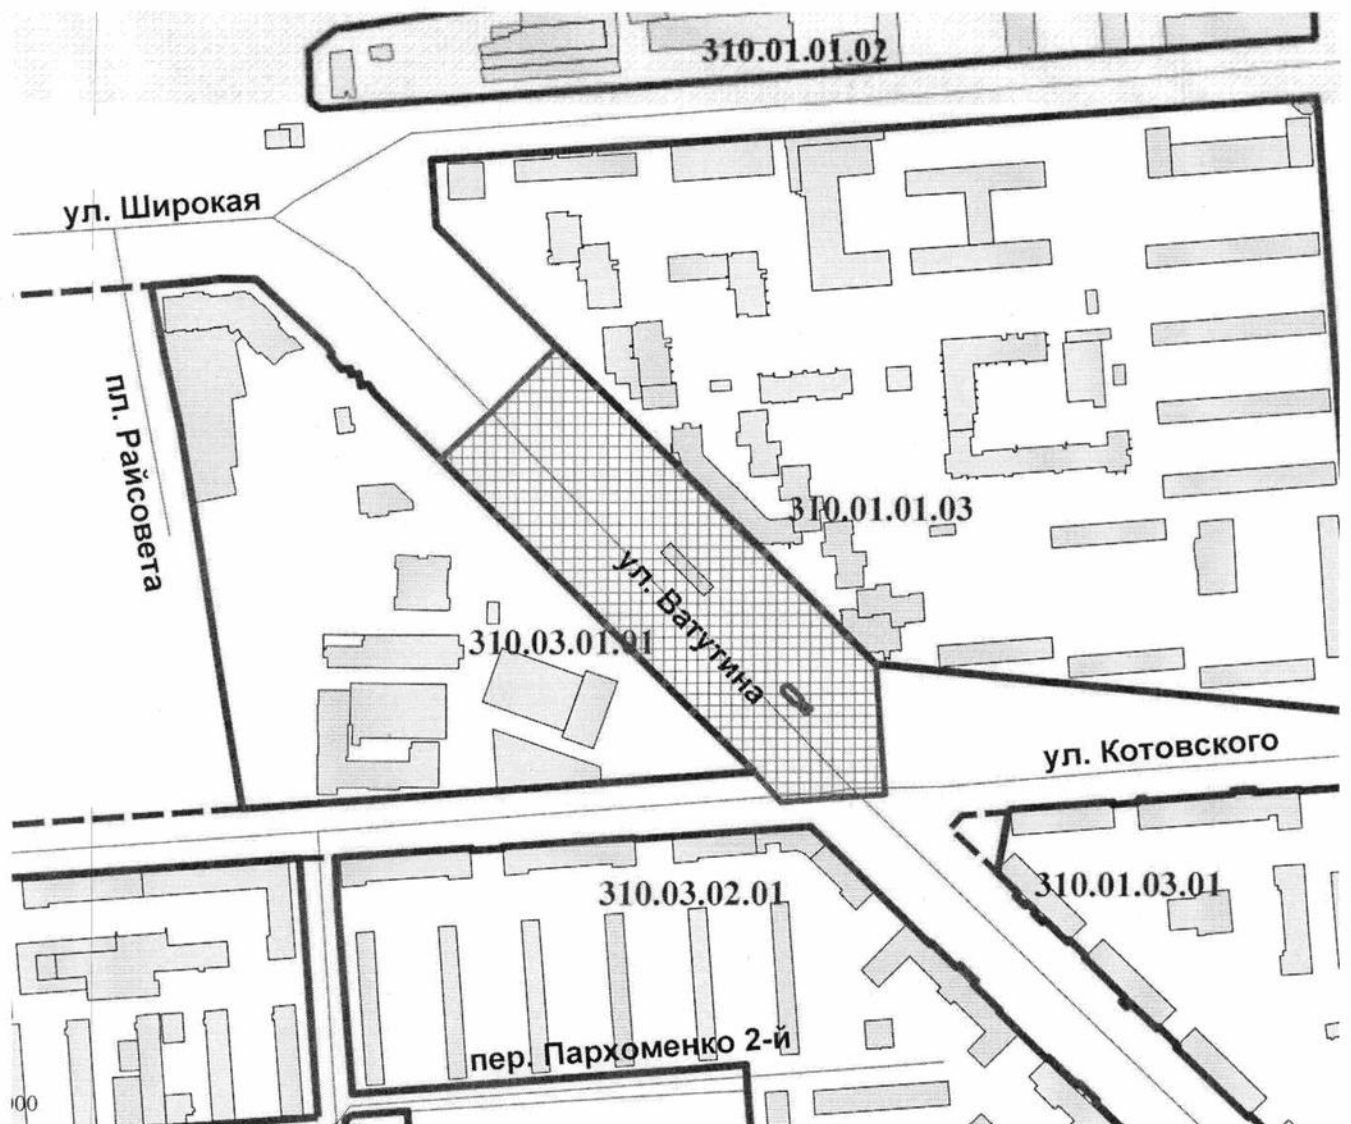 310.01.01.02
ул. Широкая
пл. Райсовета
310.01.01.03
ул. Ватутина
310.03.01.01
ул. Котовского
310.03.02.01
310.01.03.01
пер. Пархоменко 2-й